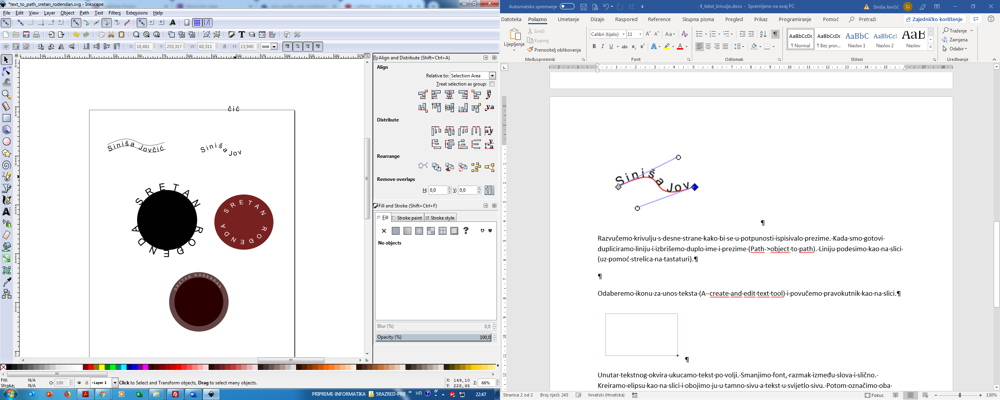 *text_to_path_sretan_rođendan.svg - Inkscape
File Edit View Layer Object Path Text Filters Extensions Help
X: 18,481 Y: 253,317 W: 60,311 H: 13,940 mm
Align and Distribute (Shift+Ctrl+A)
Align
Relative to: Selection Area
Treat selection as group:
Distribute
Rearrange
Remove overlaps
H: 0,0 V: 0,0
Fill and Stroke (Shift+Ctrl+F)
Fill Stroke paint Stroke style
No objects
Blur (%) 0,0
Opacity (%) 100,0
čić
Siniša Jovčić
Siniša Jov
SRETAN ROĐENDA
SRETAN ROĐENDA
SRETAN ROĐENDAN
Fill: N/A
Stroke: N/A
O: 100
Layer 1
Click to Select and Transform objects, Drag to select many objects.
X: 149,10
Y: 228,65
Z: 66%
PRIPREME-INFORMATIKA 5RAZRED-PRIF » HR 22:47
Automatsko spremanje 4_tekst_krivulje.docx - Spremljeno na ovaj PC Siniša Jovčić SJ
Datoteka Polazno Umetanje Dizajn Raspored Reference Skupna pisma Pregled Prikaz Programiranje Pomoć Pretraži Zajedničko korištenje
Lijepljenje
Izreži
Kopiraj
Prenositelj oblikovanja
Međuspremnik
Calibri (tijelo) 11
Font
Odlomak
AaBbCcDc AaBbCcDc AaBbC AaBbCcI AaB
¶ Normal ¶ Bez pror... Naslov 1 Naslov 2 Naslov
Stilovi
Traženje
Zamjena
Odabir
Uređivanje
Siniša Jov
¶
Razvučemo·krivulju·s·desne·strane·kako·bi·se·u·potpunosti·ispisivalo·prezime.·Kada·smo·gotovi·
dupliciramo·liniju·i·izbrišemo·duplo·ime·i·prezime·(Path->object·to·path).·Liniju·podesimo·kao·na·slici·
(uz·pomoć·strelica·na·tastaturi).¶
¶
Odaberemo·ikonu·za·unos·teksta·(A·-create·and·edit·text·tool)·i·povučemo·pravokutnik·kao·na·slici.¶
¶
Unutar·tekstnog·okvira·ukucamo·tekst·po·volji.·Smanjimo·font,·razmak·između·slova·i·slično.·
Kreiramo·elipsu·kao·na·slici·i·obojimo·ju·u·tamno·sivu·a·tekst·u·svijetlo·sivu.·Potom·označimo·oba·
Stranica 2 od 2 Broj riječi: 243 hrvatski (Hrvatska) Fokus 130%